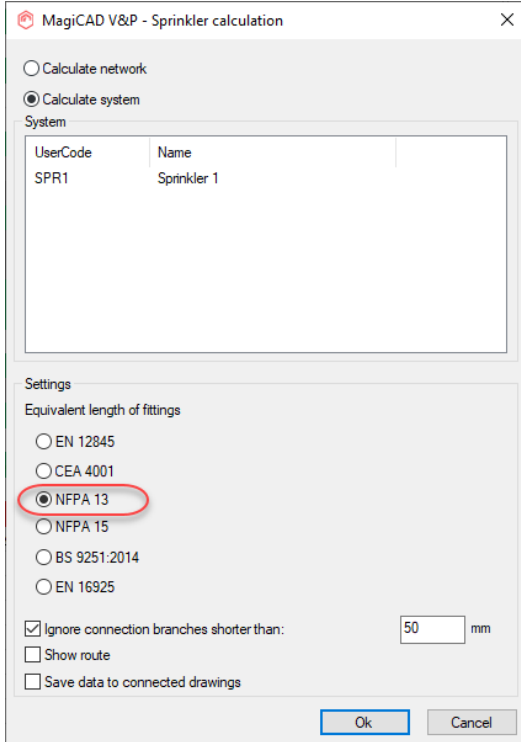 MagiCAD V&P - Sprinkler calculation
Calculate network
Calculate system
System
UserCode Name
SPR1 Sprinkler 1
Settings
Equivalent length of fittings
EN 12845
CEA 4001
NFPA 13
NFPA 15
BS 9251:2014
EN 16925
Ignore connection branches shorter than: 50 mm
Show route
Save data to connected drawings
Ok Cancel